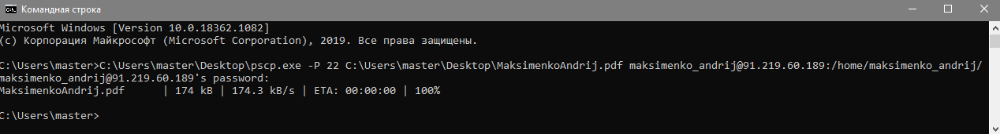 Командная строка
Microsoft Windows [Version 10.0.18362.1082]
(c) Корпорация Майкрософт (Microsoft Corporation), 2019. Все права защищены.
C:\Users\master>C:\Users\master\Desktop\pscp.exe -P 22 C:\Users\master\Desktop\MaksimenkoAndrij.pdf maksimenko_andrij@91.219.60.189:/home/maksimenko_andrij/
maksimenko_andrij@91.219.60.189's password:
MaksimenkoAndrij.pdf      | 174 kB | 174.3 kB/s | ETA: 00:00:00 | 100%
C:\Users\master>